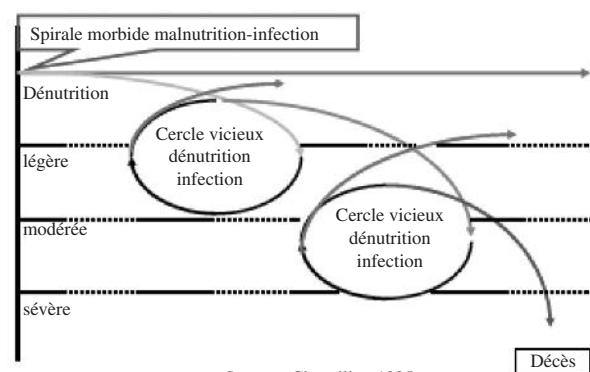 Spirale morbide malnutrition-infection
Dénutrition
Cercle vicieux
dénutrition
infection
légère
Cercle vicieux
dénutrition
infection
modérée
sévère
Décès